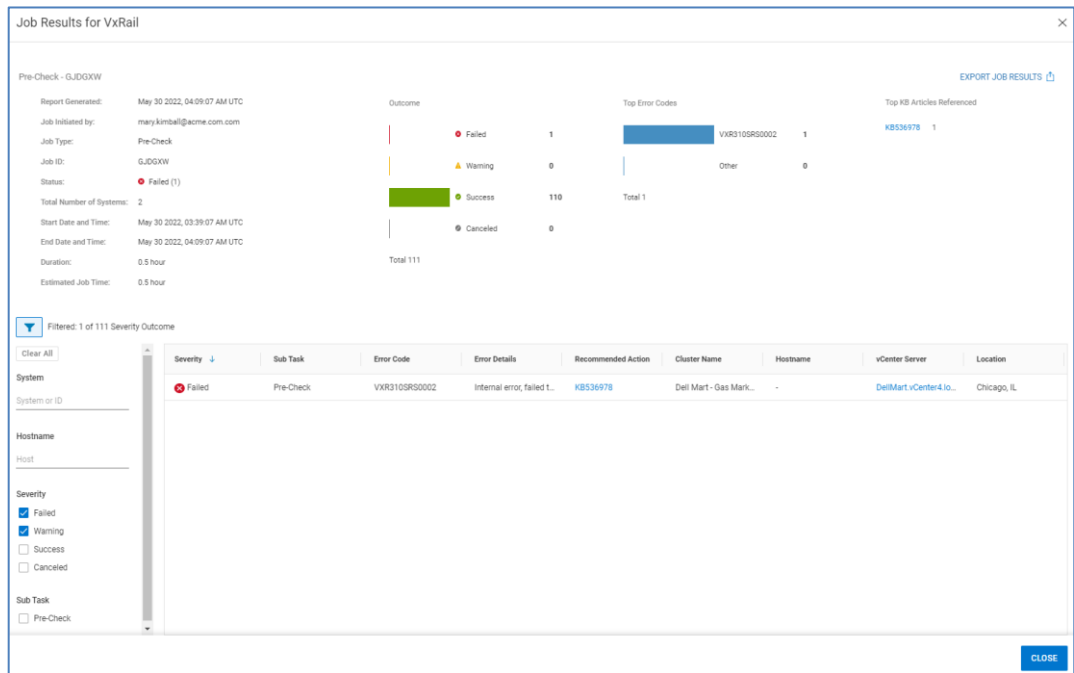 Job Results for VxRail
Pre-Check - GJDGXW
EXPORT JOB RESULTS
Report Generated: May 30 2022, 04:09:07 AM UTC
Job Initiated by: mary.kimball@acme.com.com
Job Type: Pre-Check
Job ID: GJDGXW
Status: Failed (1)
Total Number of Systems: 2
Start Date and Time: May 30 2022, 03:39:07 AM UTC
End Date and Time: May 30 2022, 04:09:07 AM UTC
Duration: 0.5 hour
Estimated Job Time: 0.5 hour
Outcome
Failed 1
Warning 0
Success 110
Canceled 0
Total 111
Top Error Codes
VXR310SRS0002 1
Other 0
Total 1
Top KB Articles Referenced
KB536978 1
Filtered: 1 of 111 Severity Outcome
Clear All
System
System or ID
Hostname
Host
Severity
Failed
Warning
Success
Canceled
Sub Task
Pre-Check
Severity Sub Task Error Code Error Details Recommended Action Cluster Name Hostname vCenter Server Location
Failed Pre-Check VXR310SRS0002 Internal error, failed t... KB536978 Dell Mart - Gas Mark... - DellMart.vCenter4.lo... Chicago, IL
CLOSE